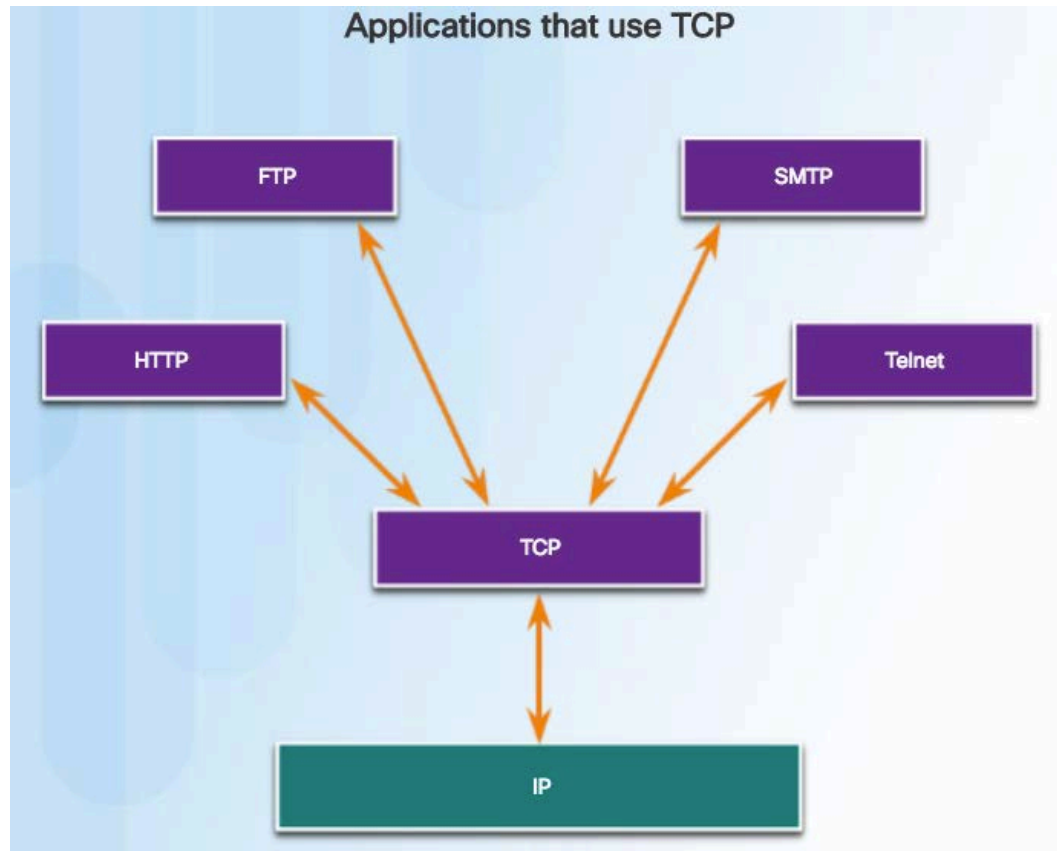 Applications that use TCP
FTP
SMTP
HTTP
Telnet
TCP
IP